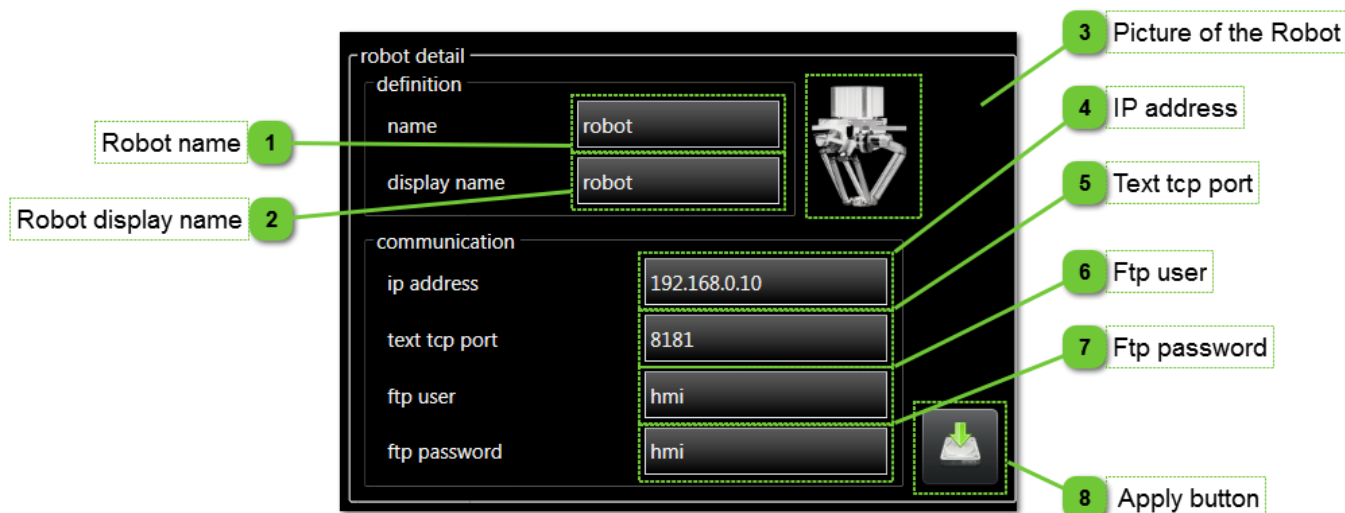 3 Picture of the Robot
robot detail
definition
name robot
4 IP address
Robot name 1
display name robot
5 Text tcp port
Robot display name 2
communication
6 Ftp user
ip address 192.168.0.10
text tcp port 8181
7 Ftp password
ftp user hmi
ftp password hmi
8 Apply button